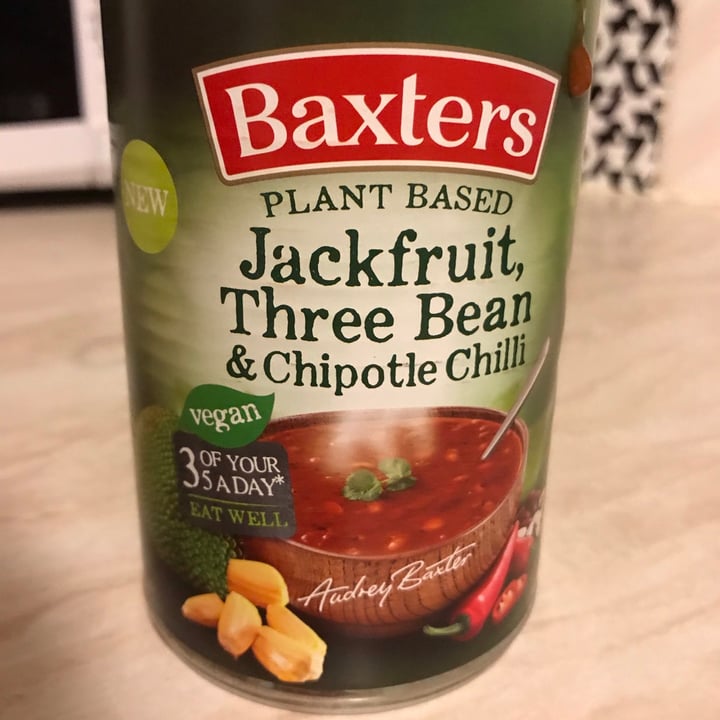 Baxters
NEW
PLANT BASED
Jackfruit,
Three Bean
& Chipotle Chilli
vegan
3 OF YOUR
5 A DAY*
EAT WELL
Audrey Baxter